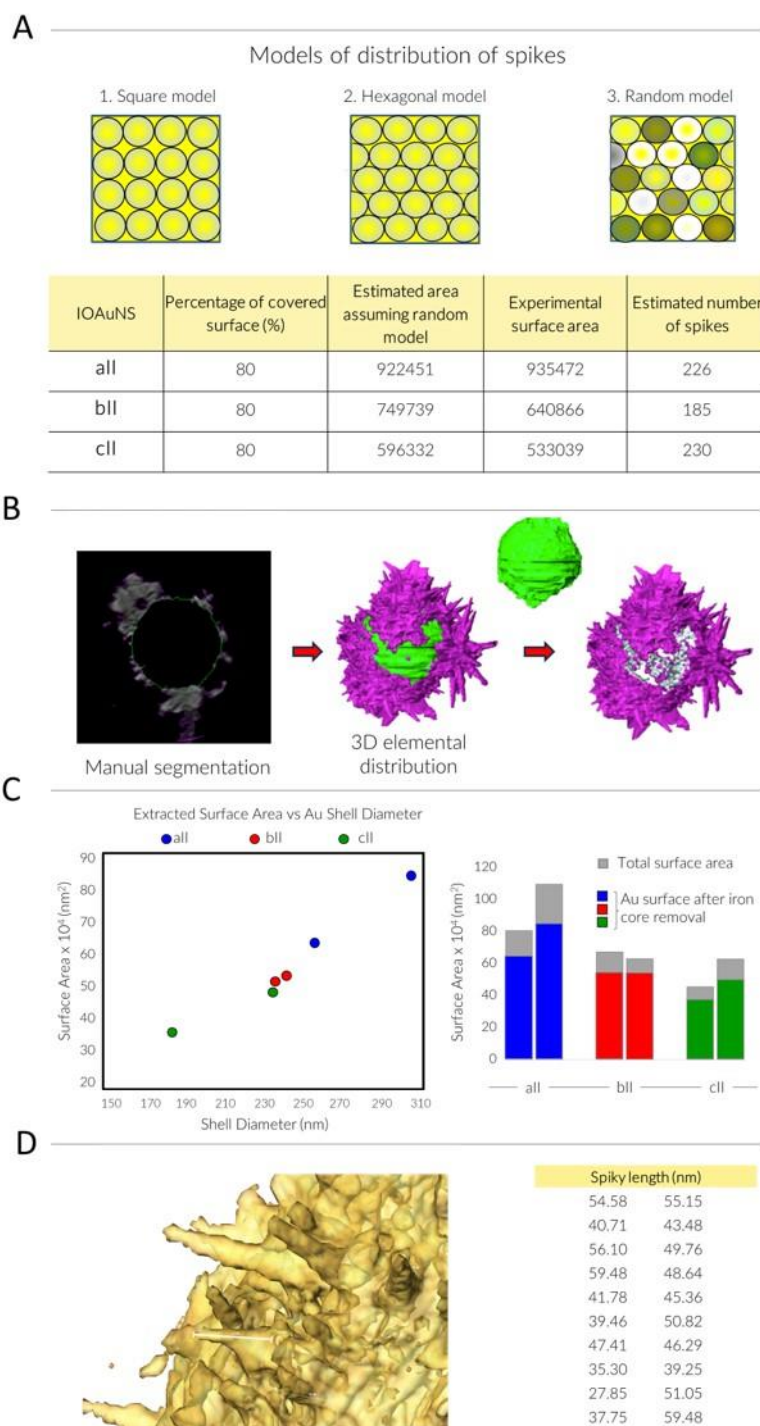 A
Models of distribution of spikes
1. Square model 2. Hexagonal model 3. Random model
IOAuNS Percentage of covered surface (%) Estimated area assuming random model Experimental surface area Estimated number of spikes
aII 80 922451 935472 226
bII 80 749739 640866 185
cII 80 596332 533039 230
B
Manual segmentation
3D elemental
distribution
C
Extracted Surface Area vs Au Shell Diameter
aII bII cII
Surface Area x 10⁴ (nm²)
90
80
70
60
50
40
30
20
150 170 190 210 230 250 270 290 310
Shell Diameter (nm)
Surface Area x 10⁴ (nm²)
120
100
80
60
40
20
0
Total surface area
Au surface after iron
core removal
aII bII cII
D
Spiky length (nm)
54.58 55.15
40.71 43.48
56.10 49.76
59.48 48.64
41.78 45.36
39.46 50.82
47.41 46.29
35.30 39.25
27.85 51.05
37.75 59.48